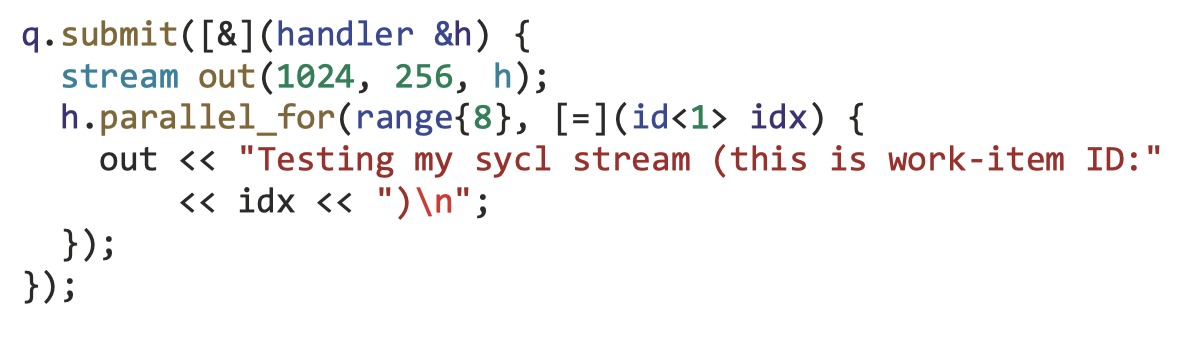 q.submit([&](handler &h) {
  stream out(1024, 256, h);
  h.parallel_for(range{8}, [=](id<1> idx) {
    out << "Testing my sycl stream (this is work-item ID:"
        << idx << ")\n";
  });
});